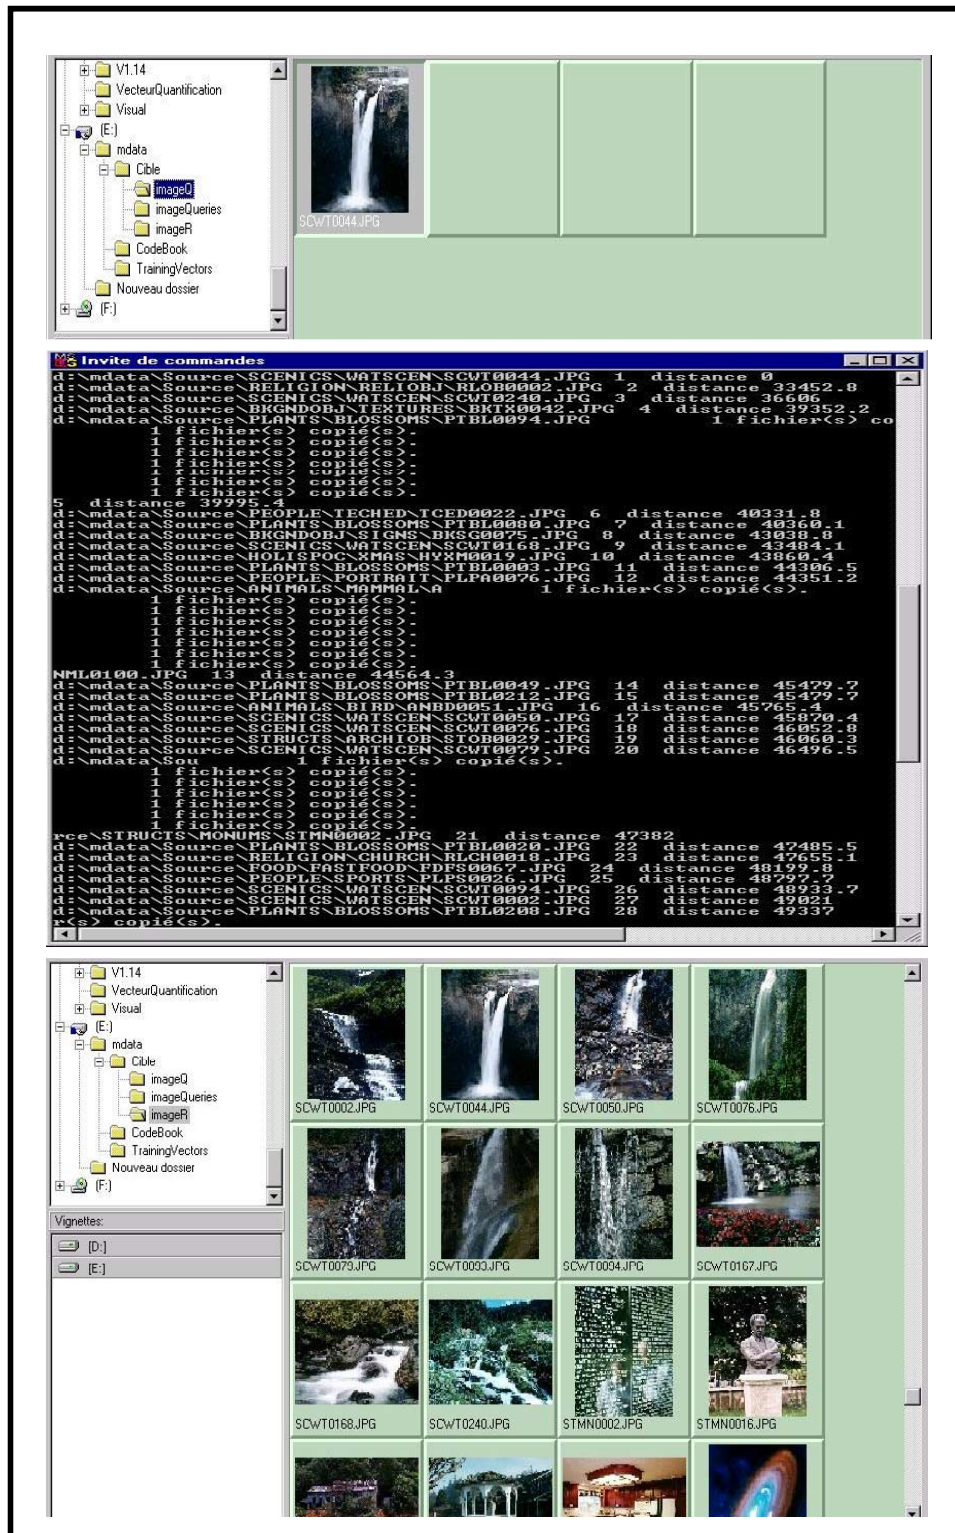 V1.14
VecteurQuantification
Visual
(E:)
mdata
Cible
imageQ
imageQueries
imageR
CodeBook
TrainingVectors
Nouveau dossier
(F:)
SCWT0044.JPG
Invite de commandes
d:\mdata\Source\SCENICS\WATSCEN\SCWT0044.JPG 1 distance 0
d:\mdata\Source\RELIGION\RELIOBJ\RLOB0002.JPG 2 distance 33452.8
d:\mdata\Source\SCENICS\WATSCEN\SCWT0240.JPG 3 distance 36606
d:\mdata\Source\BKGNDOBJ\TEXTURES\BKTX0042.JPG 4 distance 39352.2
d:\mdata\Source\PLANTS\BLOSSOMS\PTBL0094.JPG 1 fichier(s) co
1 fichier(s) copié(s).
1 fichier(s) copié(s).
1 fichier(s) copié(s).
1 fichier(s) copié(s).
1 fichier(s) copié(s).
1 fichier(s) copié(s).
5 distance 39995.4
d:\mdata\Source\PEOPLE\TECHED\TCED0022.JPG 6 distance 40331.8
d:\mdata\Source\PLANTS\BLOSSOMS\PTBL0080.JPG 7 distance 40360.1
d:\mdata\Source\BKGNDOBJ\SIGNS\BKSG0075.JPG 8 distance 43038.8
d:\mdata\Source\SCENICS\WATSCEN\SCWT0168.JPG 9 distance 43484.1
d:\mdata\Source\HOLISPOC\XMAS\HYXM0019.JPG 10 distance 43860.4
d:\mdata\Source\PLANTS\BLOSSOMS\PTBL0003.JPG 11 distance 44306.5
d:\mdata\Source\PEOPLE\PORTRAIT\PLPA0076.JPG 12 distance 44351.2
d:\mdata\Source\ANIMALS\MAMMAL\A 1 fichier(s) copié(s).
1 fichier(s) copié(s).
1 fichier(s) copié(s).
1 fichier(s) copié(s).
1 fichier(s) copié(s).
1 fichier(s) copié(s).
1 fichier(s) copié(s).
NML0100.JPG 13 distance 44564.3
d:\mdata\Source\PLANTS\BLOSSOMS\PTBL0049.JPG 14 distance 45479.7
d:\mdata\Source\PLANTS\BLOSSOMS\PTBL0212.JPG 15 distance 45479.7
d:\mdata\Source\ANIMALS\BIRD\ANBD0051.JPG 16 distance 45765.4
d:\mdata\Source\SCENICS\WATSCEN\SCWT0050.JPG 17 distance 45870.4
d:\mdata\Source\SCENICS\WATSCEN\SCWT0076.JPG 18 distance 46052.8
d:\mdata\Source\STRUCTS\ARCHIOB\STOB0029.JPG 19 distance 46060.3
d:\mdata\Source\SCENICS\WATSCEN\SCWT0079.JPG 20 distance 46496.5
d:\mdata\Sou 1 fichier(s) copié(s).
1 fichier(s) copié(s).
1 fichier(s) copié(s).
1 fichier(s) copié(s).
1 fichier(s) copié(s).
1 fichier(s) copié(s).
rce\STRUCTS\MONUMS\STMN0002.JPG 21 distance 47382
d:\mdata\Source\PLANTS\BLOSSOMS\PTBL0020.JPG 22 distance 47485.5
d:\mdata\Source\RELIGION\CHURCH\RLCH0018.JPG 23 distance 47655.1
d:\mdata\Source\FOOD\FASTFOOD\FDFS0067.JPG 24 distance 48199.8
d:\mdata\Source\PEOPLE\SPORTS\PLPS0026.JPG 25 distance 48797.7
d:\mdata\Source\SCENICS\WATSCEN\SCWT0094.JPG 26 distance 48933.7
d:\mdata\Source\SCENICS\WATSCEN\SCWT0002.JPG 27 distance 49021
d:\mdata\Source\PLANTS\BLOSSOMS\PTBL0208.JPG 28 distance 49337
r(s) copié(s).
V1.14
VecteurQuantification
Visual
(E:)
mdata
Cible
imageQ
imageQueries
imageR
CodeBook
TrainingVectors
Nouveau dossier
(F:)
Vignettes:
[D:]
[E:]
SCWT0002.JPG SCWT0044.JPG SCWT0050.JPG SCWT0076.JPG
SCWT0079.JPG SCWT0093.JPG SCWT0094.JPG SCWT0167.JPG
SCWT0168.JPG SCWT0240.JPG STMN0002.JPG STMN0016.JPG